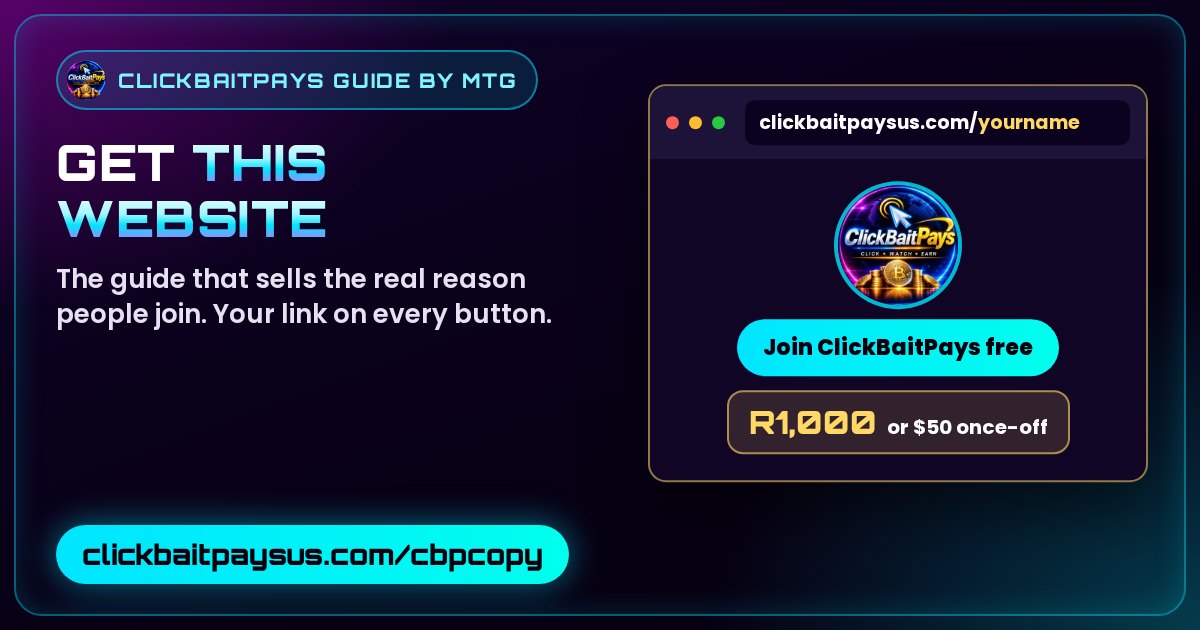 ClickBaitPays
CLICKBAITPAYS GUIDE BY MTG
GET THIS
WEBSITE
The guide that sells the real reason
people join. Your link on every button.
clickbaitpaysus.com/cbpcopy
clickbaitpaysus.com/yourname
ClickBaitPays
CLICK • WATCH • EARN
Join ClickBaitPays free
R1,000 or $50 once-off